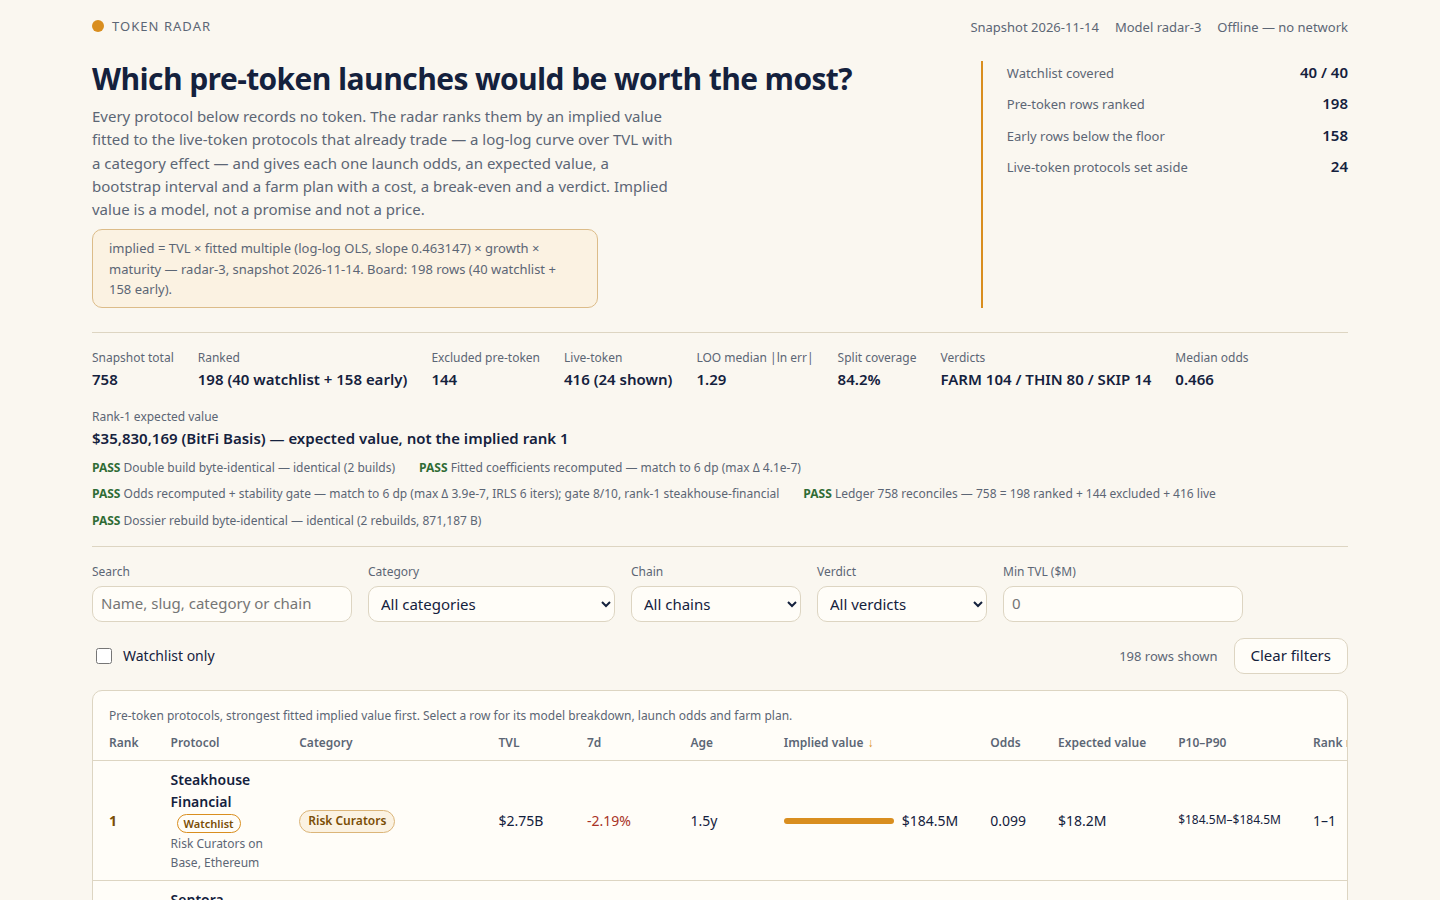 TOKEN RADAR
Snapshot 2026-11-14 Model radar-3 Offline — no network
Which pre-token launches would be worth the most?
Every protocol below records no token. The radar ranks them by an implied value
fitted to the live-token protocols that already trade — a log-log curve over TVL with
a category effect — and gives each one launch odds, an expected value, a
bootstrap interval and a farm plan with a cost, a break-even and a verdict. Implied
value is a model, not a promise and not a price.
implied = TVL × fitted multiple (log-log OLS, slope 0.463147) × growth ×
maturity — radar-3, snapshot 2026-11-14. Board: 198 rows (40 watchlist +
158 early).
Watchlist covered 40 / 40
Pre-token rows ranked 198
Early rows below the floor 158
Live-token protocols set aside 24
Snapshot total Ranked Excluded pre-token Live-token LOO median |ln err| Split coverage Verdicts Median odds
758 198 (40 watchlist + 158 early) 144 416 (24 shown) 1.29 84.2% FARM 104 / THIN 80 / SKIP 14 0.466
Rank-1 expected value
$35,830,169 (BitFi Basis) — expected value, not the implied rank 1
PASS Double build byte-identical — identical (2 builds) PASS Fitted coefficients recomputed — match to 6 dp (max Δ 4.1e-7)
PASS Odds recomputed + stability gate — match to 6 dp (max Δ 3.9e-7, IRLS 6 iters); gate 8/10, rank-1 steakhouse-financial PASS Ledger 758 reconciles — 758 = 198 ranked + 144 excluded + 416 live
PASS Dossier rebuild byte-identical — identical (2 rebuilds, 871,187 B)
Search Category Chain Verdict Min TVL ($M)
Name, slug, category or chain All categories All chains All verdicts 0
Watchlist only 198 rows shown Clear filters
Pre-token protocols, strongest fitted implied value first. Select a row for its model breakdown, launch odds and farm plan.
Rank Protocol Category TVL 7d Age Implied value ↓ Odds Expected value P10–P90 Rank
Steakhouse
Financial
Watchlist
Risk Curators on
Base, Ethereum
1 Risk Curators $2.75B -2.19% 1.5y $184.5M 0.099 $18.2M $184.5M–$184.5M 1–1
Sentora